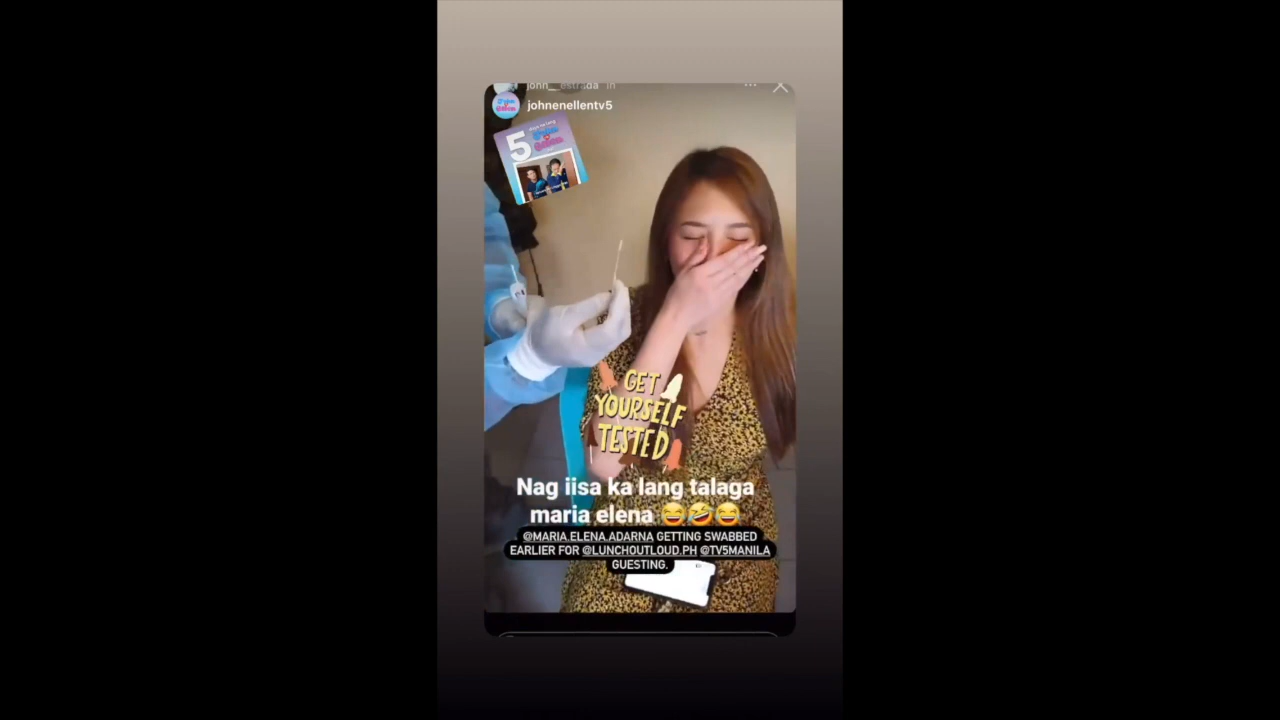 john__estrada in
johnenellentv5
5
GET
YOURSELF
TESTED
Nag iisa ka lang talaga
maria elena 😆🤣😂
@MARIA.ELENA.ADARNA GETTING SWABBED
EARLIER FOR @LUNCHOUTLOUD.PH @TV5MANILA
GUESTING.